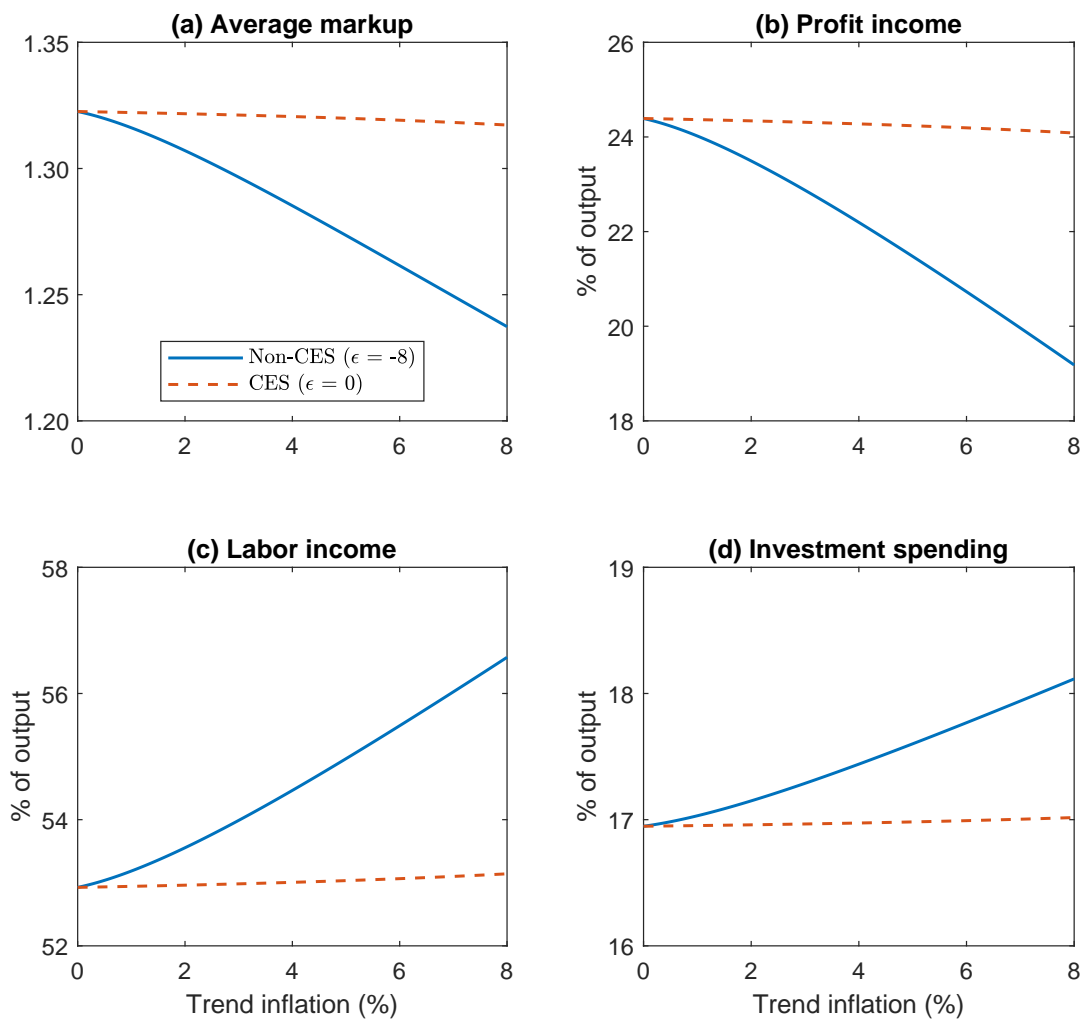 (a) Average markup
1.35
1.30
1.25
1.20
0 2 4 6 8
Non-CES (ϵ = -8)
CES (ϵ = 0)
(b) Profit income
% of output
26
24
22
20
18
0 2 4 6 8
(c) Labor income
% of output
58
56
54
52
0 2 4 6 8
Trend inflation (%)
(d) Investment spending
% of output
19
18
17
16
0 2 4 6 8
Trend inflation (%)